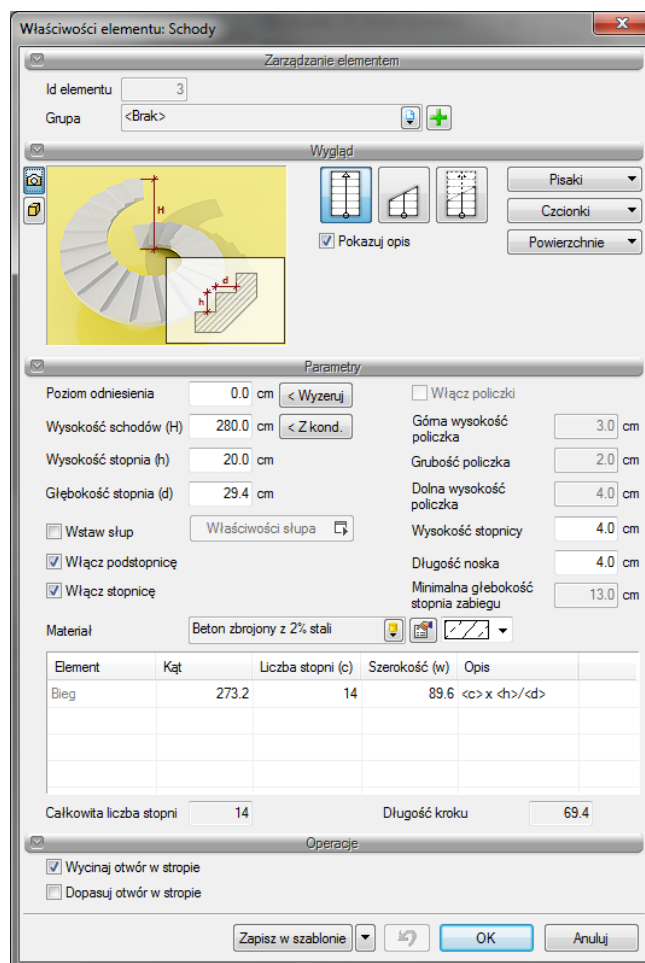 Właściwości elementu: Schody
Zarządzanie elementem
Id elementu 3
Grupa <Brak>
Wygląd
H
d
h
Pokazuj opis
Pisaki
Czcionki
Powierzchnie
Parametry
Poziom odniesienia 0.0 cm < Wyzeruj
Włącz policzki
Wysokość schodów (H) 280.0 cm < Z kond.
Górna wysokość policzka 3.0 cm
Wysokość stopnia (h) 20.0 cm
Grubość policzka 2.0 cm
Głębokość stopnia (d) 29.4 cm
Dolna wysokość policzka 4.0 cm
Wstaw słup Właściwości słupa
Wysokość stopnicy 4.0 cm
Włącz podstopnicę
Długość noska 4.0 cm
Włącz stopnicę
Minimalna głebokość stopnia zabiegu 13.0 cm
Materiał Beton zbrojony z 2% stali
Element Kąt Liczba stopni (c) Szerokość (w) Opis
Bieg 273.2 14 89.6 <c> x <h>/<d>
Całkowita liczba stopni 14 Długość kroku 69.4
Operacje
Wycinaj otwór w stropie
Dopasuj otwór w stropie
Zapisz w szablonie OK Anuluj